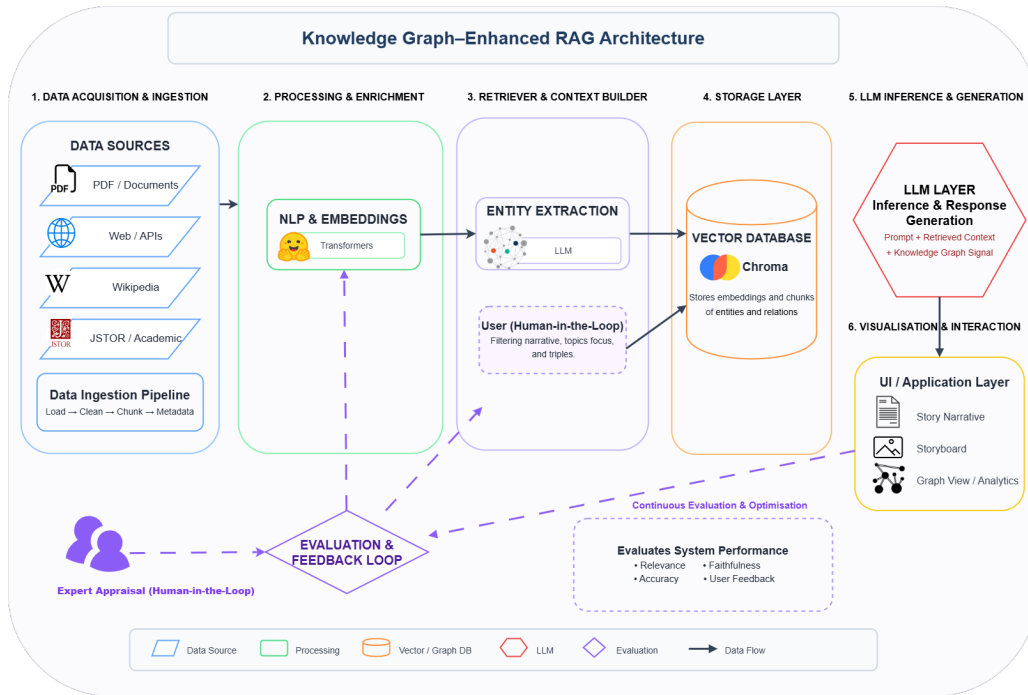 Knowledge Graph–Enhanced RAG Architecture
1. DATA ACQUISITION & INGESTION
2. PROCESSING & ENRICHMENT
3. RETRIEVER & CONTEXT BUILDER
4. STORAGE LAYER
5. LLM INFERENCE & GENERATION
DATA SOURCES
PDF
PDF / Documents
Web / APIs
W
Wikipedia
JSTOR
JSTOR / Academic
Data Ingestion Pipeline
Load → Clean → Chunk → Metadata
NLP & EMBEDDINGS
Transformers
ENTITY EXTRACTION
LLM
User (Human-in-the-Loop)
Filtering narrative, topics focus,
and triples.
VECTOR DATABASE
Chroma
Stores embeddings and chunks
of entities and relations
LLM LAYER
Inference & Response
Generation
Prompt + Retrieved Context
+ Knowledge Graph Signal
6. VISUALISATION & INTERACTION
UI / Application Layer
Story Narrative
Storyboard
Graph View / Analytics
Expert Appraisal (Human-in-the-Loop)
EVALUATION &
FEEDBACK LOOP
Continuous Evaluation & Optimisation
Evaluates System Performance
• Relevance • Faithfulness
• Accuracy • User Feedback
Data Source
Processing
Vector / Graph DB
LLM
Evaluation
Data Flow